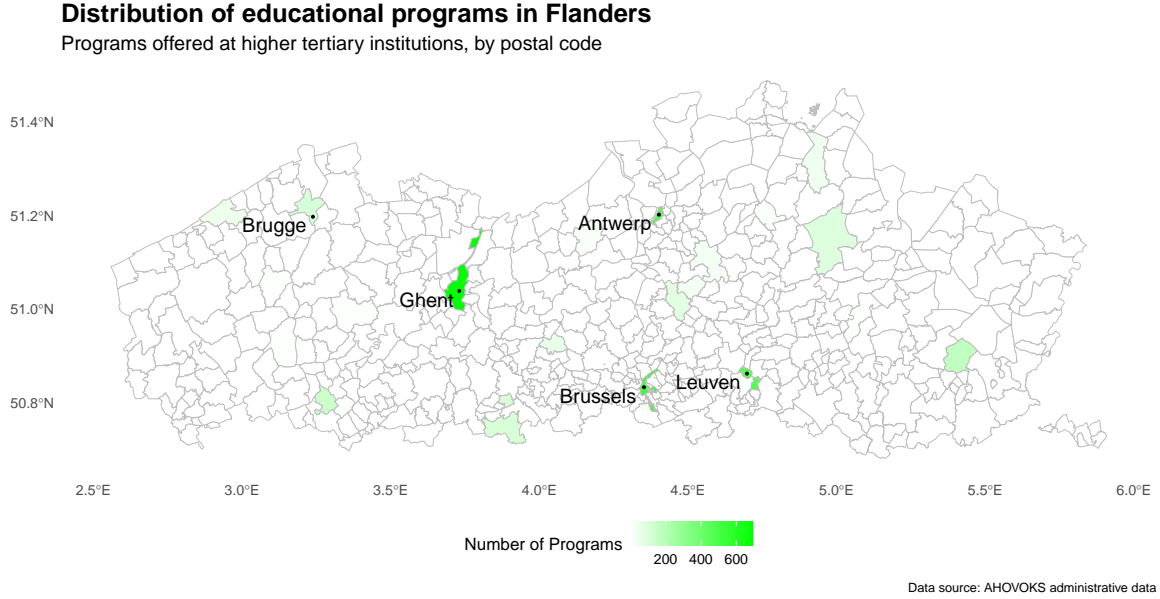 Distribution of educational programs in Flanders
Programs offered at higher tertiary institutions, by postal code
51.4°N
51.2°N
51.0°N
50.8°N
Brugge
Antwerp
Ghent
Leuven
Brussels
2.5°E 3.0°E 3.5°E 4.0°E 4.5°E 5.0°E 5.5°E 6.0°E
Number of Programs
200 400 600
Data source: AHOVOKS administrative data